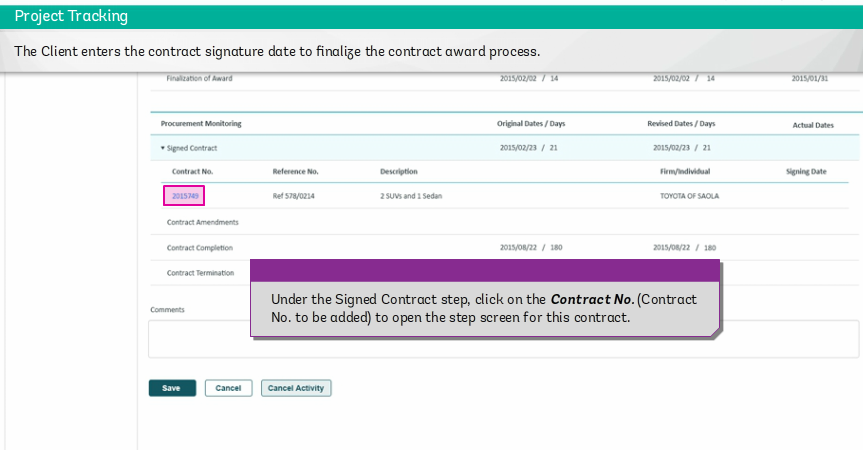 Project Tracking
The Client enters the contract signature date to finalize the contract award process.
Finalization of Award 2015/02/02 / 14 2015/02/02 / 14 2015/01/31
Procurement Monitoring Original Dates / Days Revised Dates / Days Actual Dates
Signed Contract 2015/02/23 / 21 2015/02/23 / 21
Contract No. Reference No. Description Firm/Individual Signing Date
2015749 Ref 578/0214 2 SUVs and 1 Sedan TOYOTA OF SAOLA
Contract Amendments
Contract Completion 2015/08/22 / 180 2015/08/22 / 180
Contract Termination
Under the Signed Contract step, click on the Contract No. (Contract
No. to be added) to open the step screen for this contract.
Comments
Save Cancel Cancel Activity